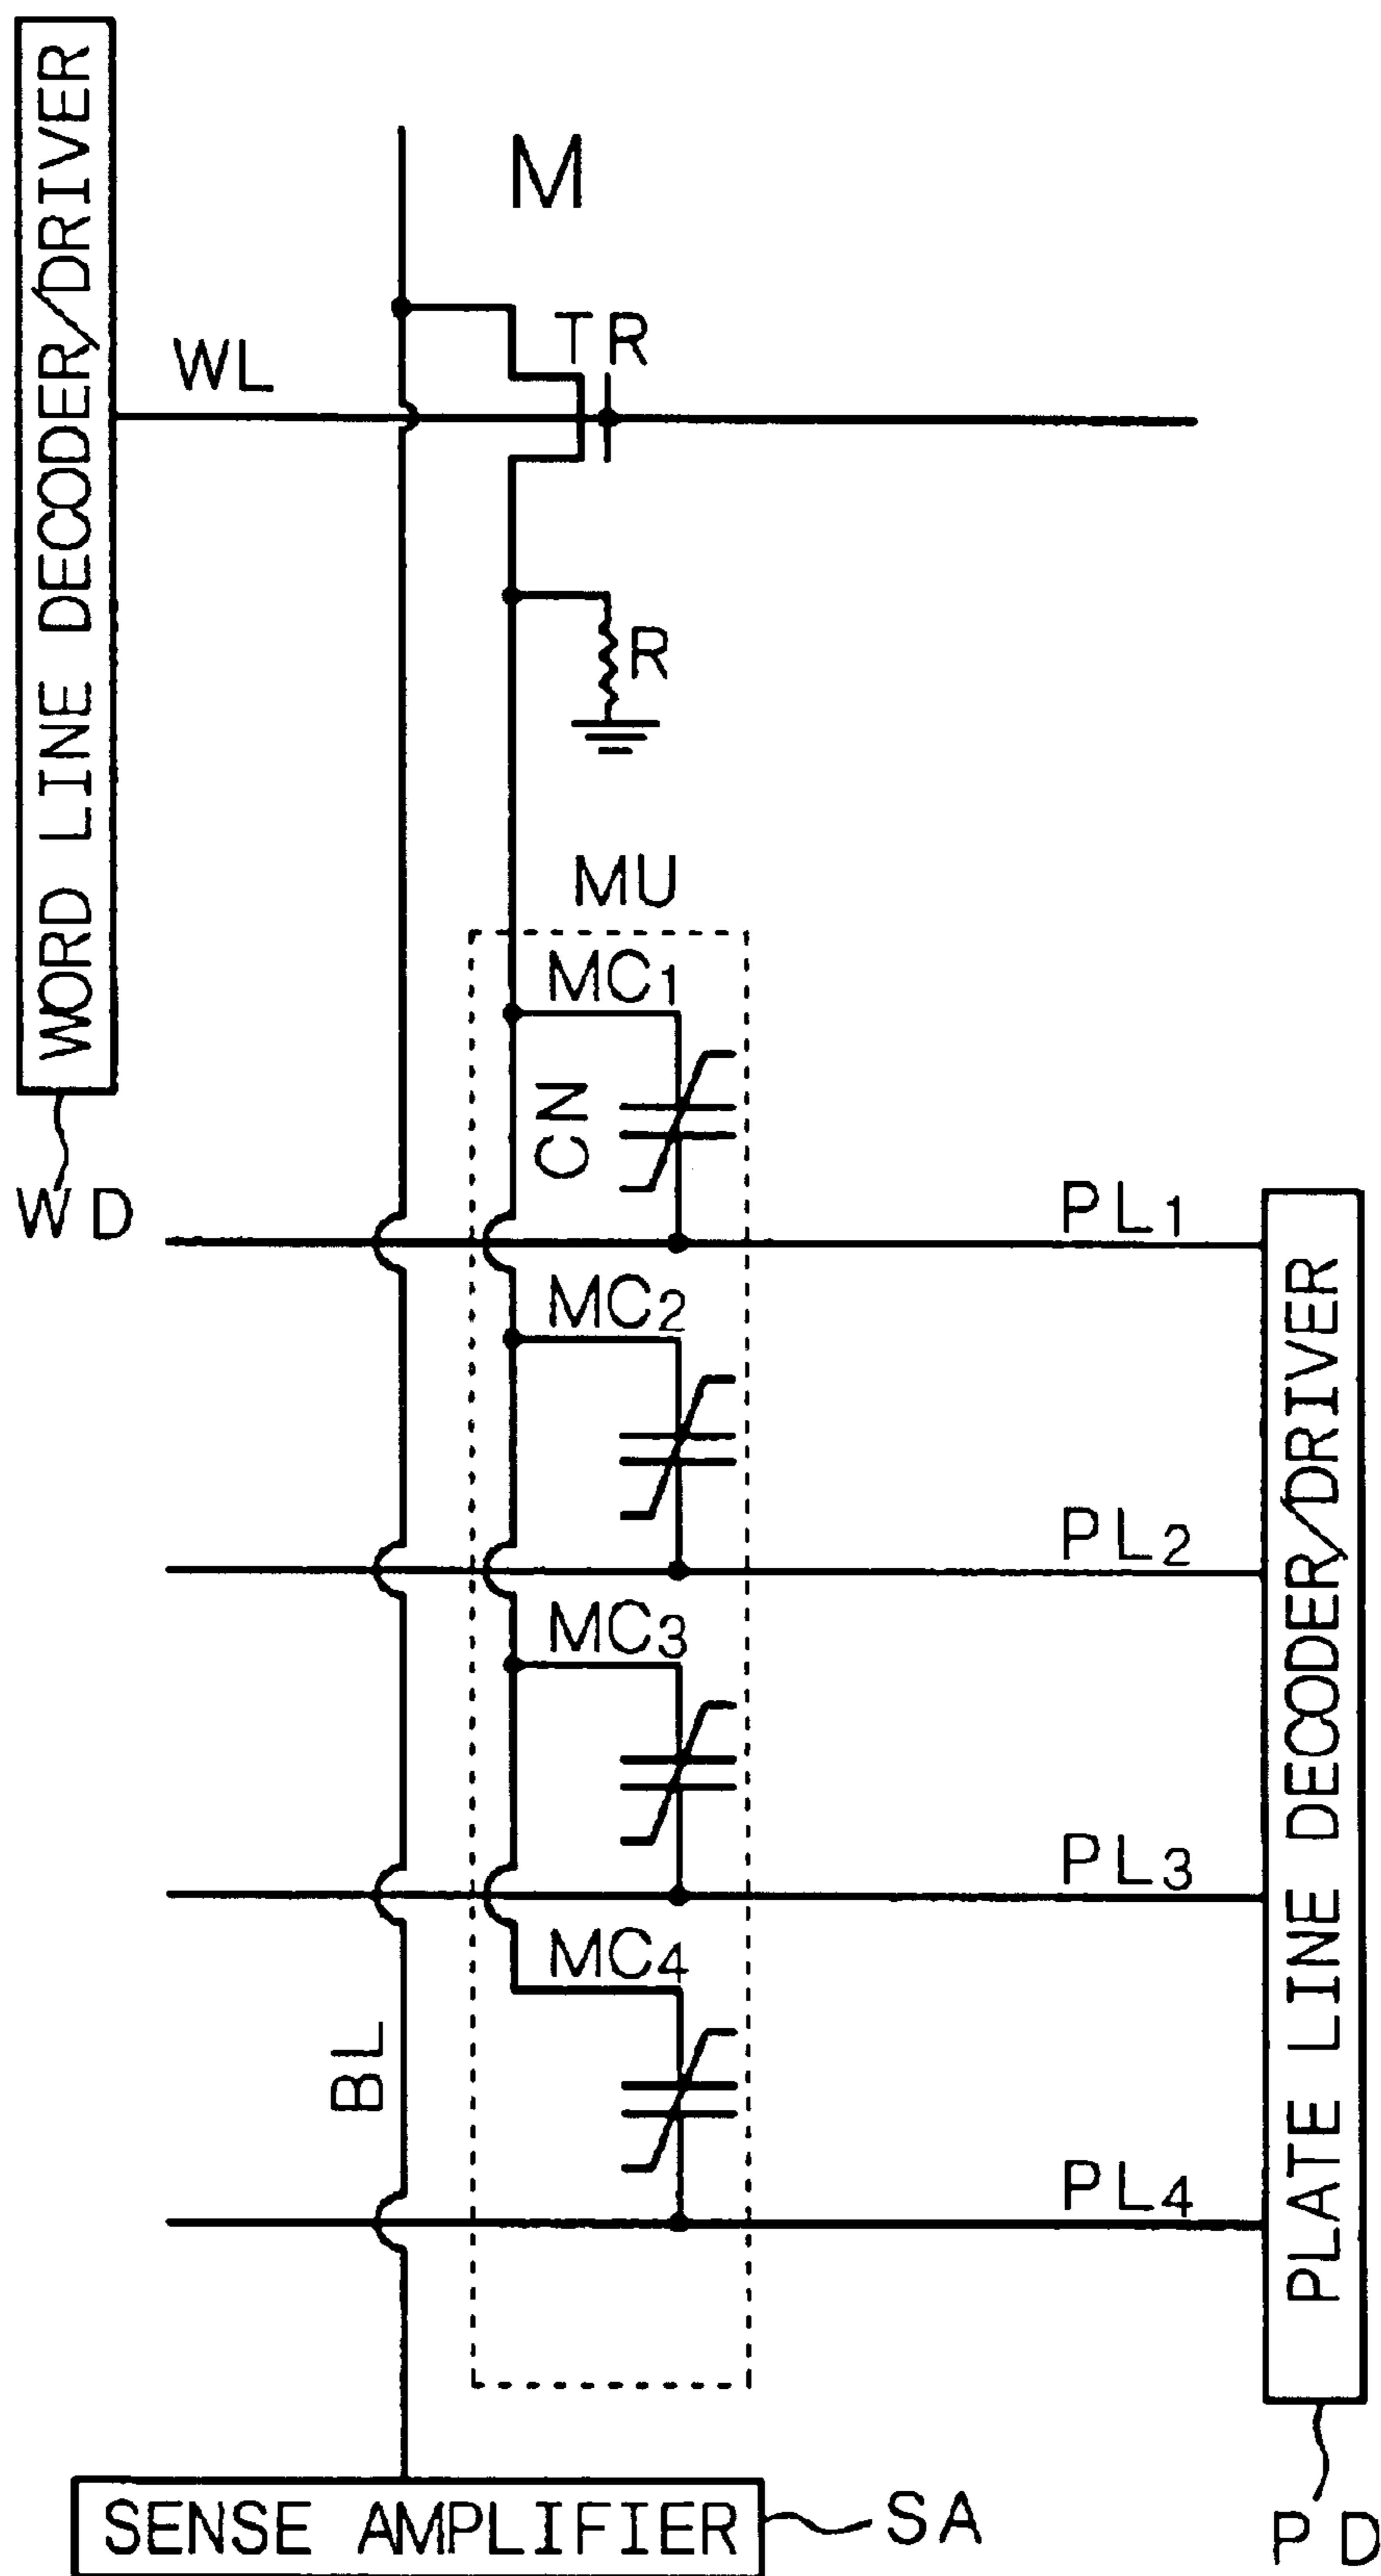 WORD LINE DECODER/DRIVER
M
TR
WL
R
MU
MC1
CN
WD
PL1
MC2
PL2
MC3
PL3
MC4
BL
PL4
PLATE LINE DECODER/DRIVER
SENSE AMPLIFIER
SA
PD